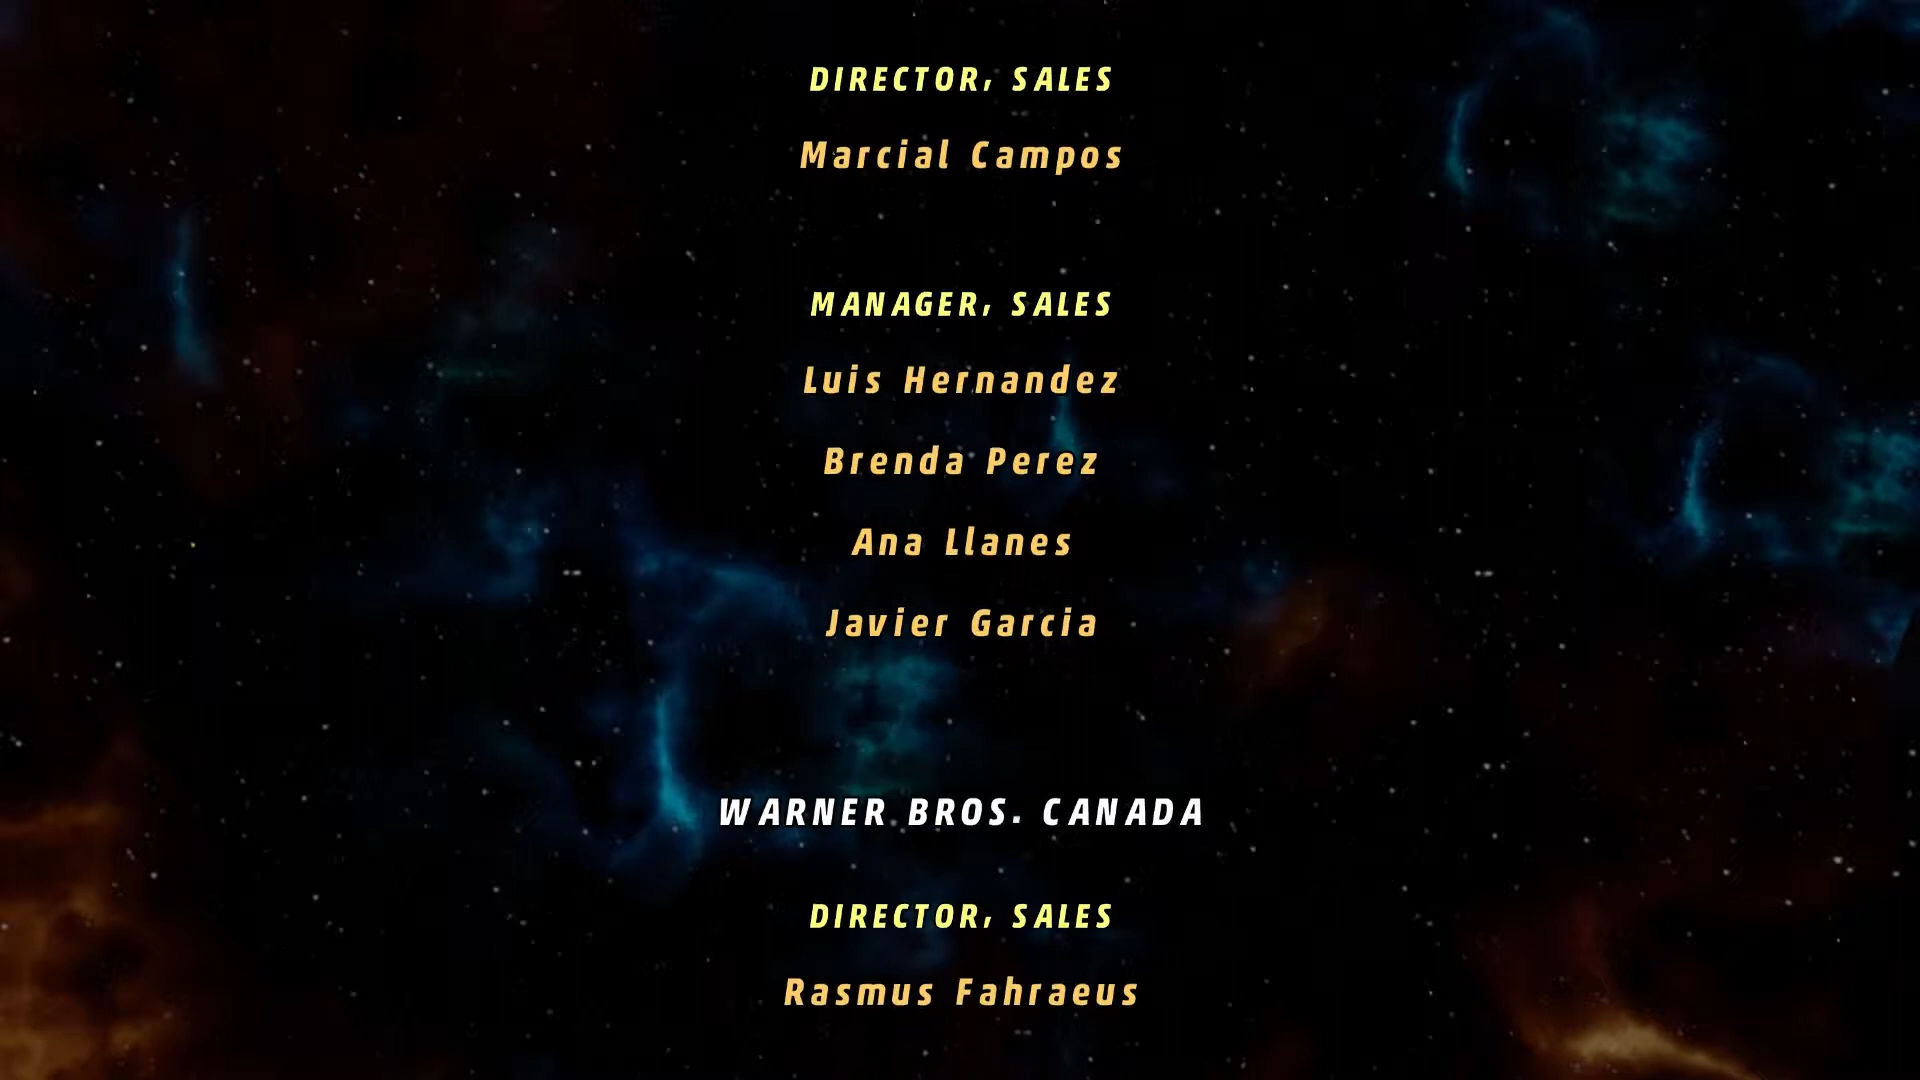 DIRECTOR, SALES
Marcial Campos
MANAGER, SALES
Luis Hernandez
Brenda Perez
Ana Llanes
Javier Garcia
WARNER BROS. CANADA
DIRECTOR, SALES
Rasmus Fahraeus